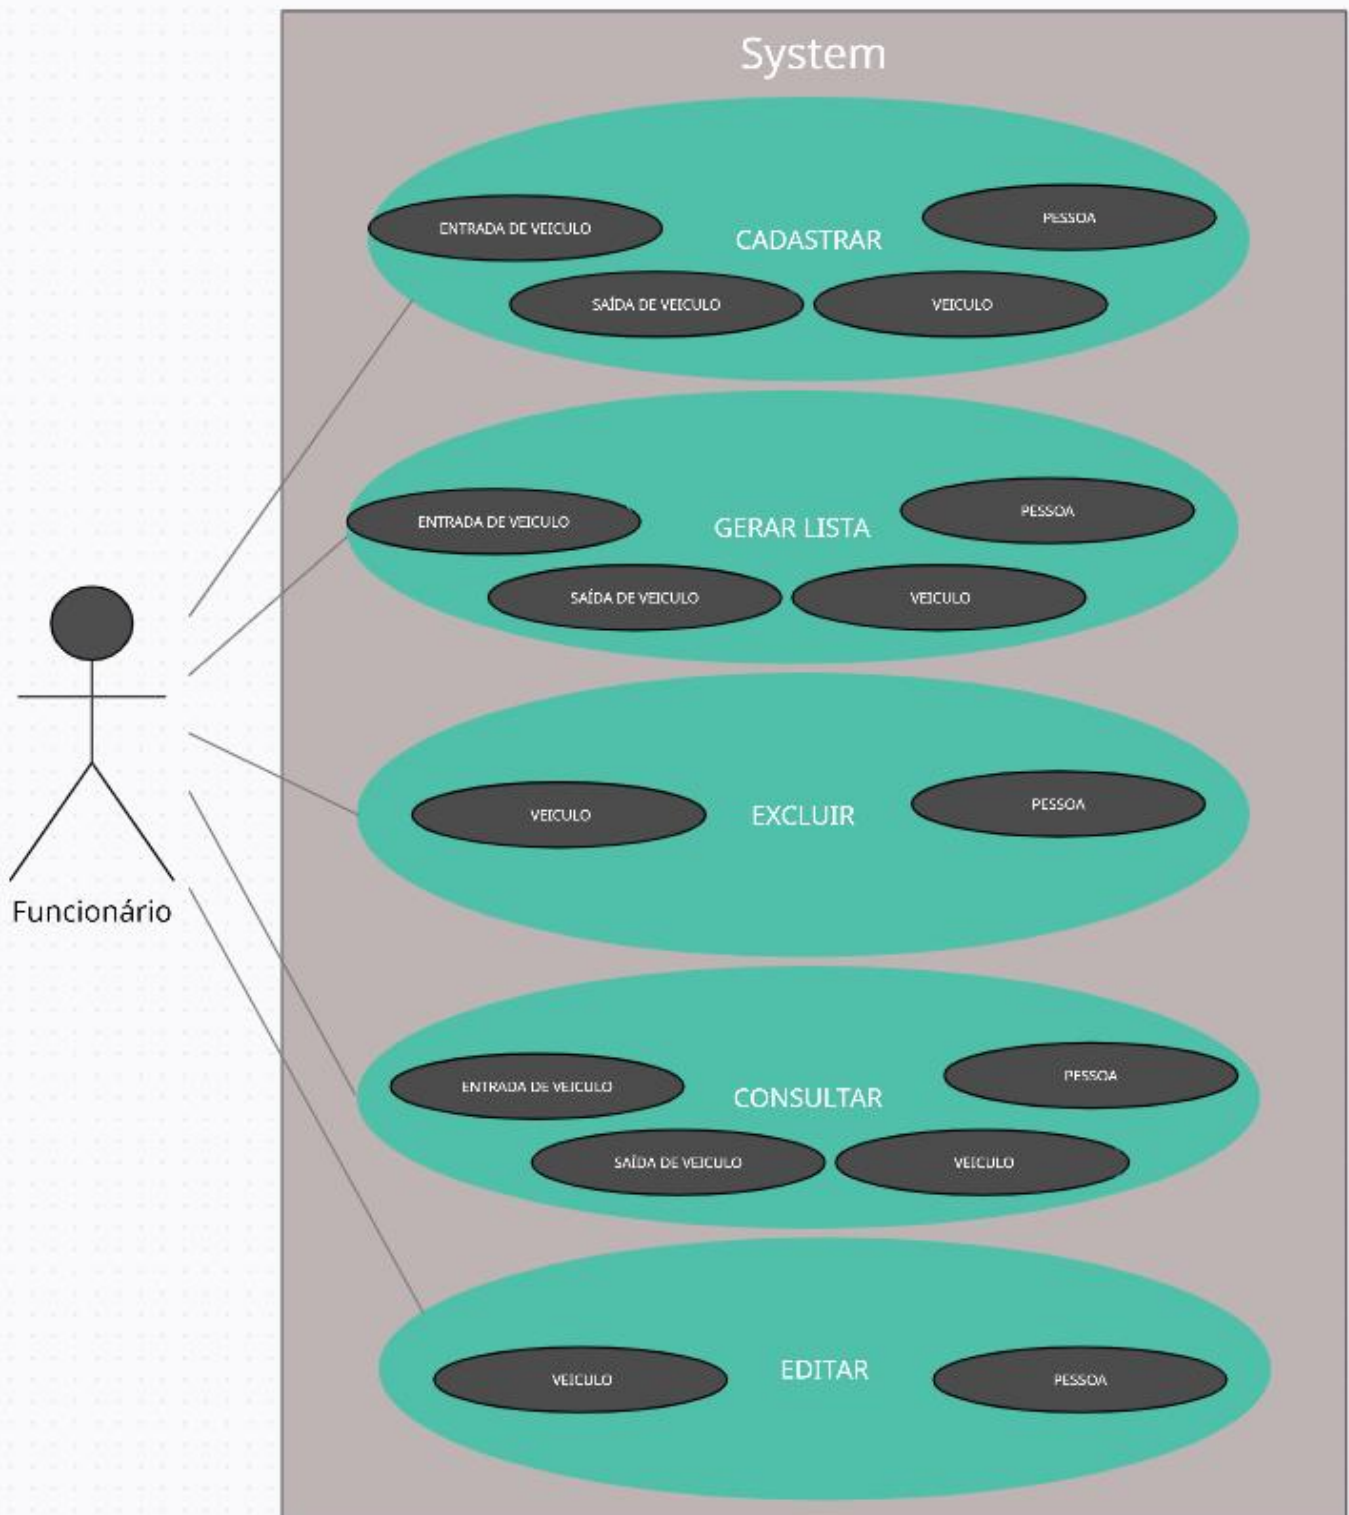 System
ENTRADA DE VEICULO
CADASTRAR
PESSOA
SAÍDA DE VEICULO
VEICULO
ENTRADA DE VEICULO
GERAR LISTA
PESSOA
SAÍDA DE VEICULO
VEICULO
VEICULO
EXCLUIR
PESSOA
Funcionário
ENTRADA DE VEICULO
CONSULTAR
PESSOA
SAÍDA DE VEICULO
VEICULO
VEICULO
EDITAR
PESSOA